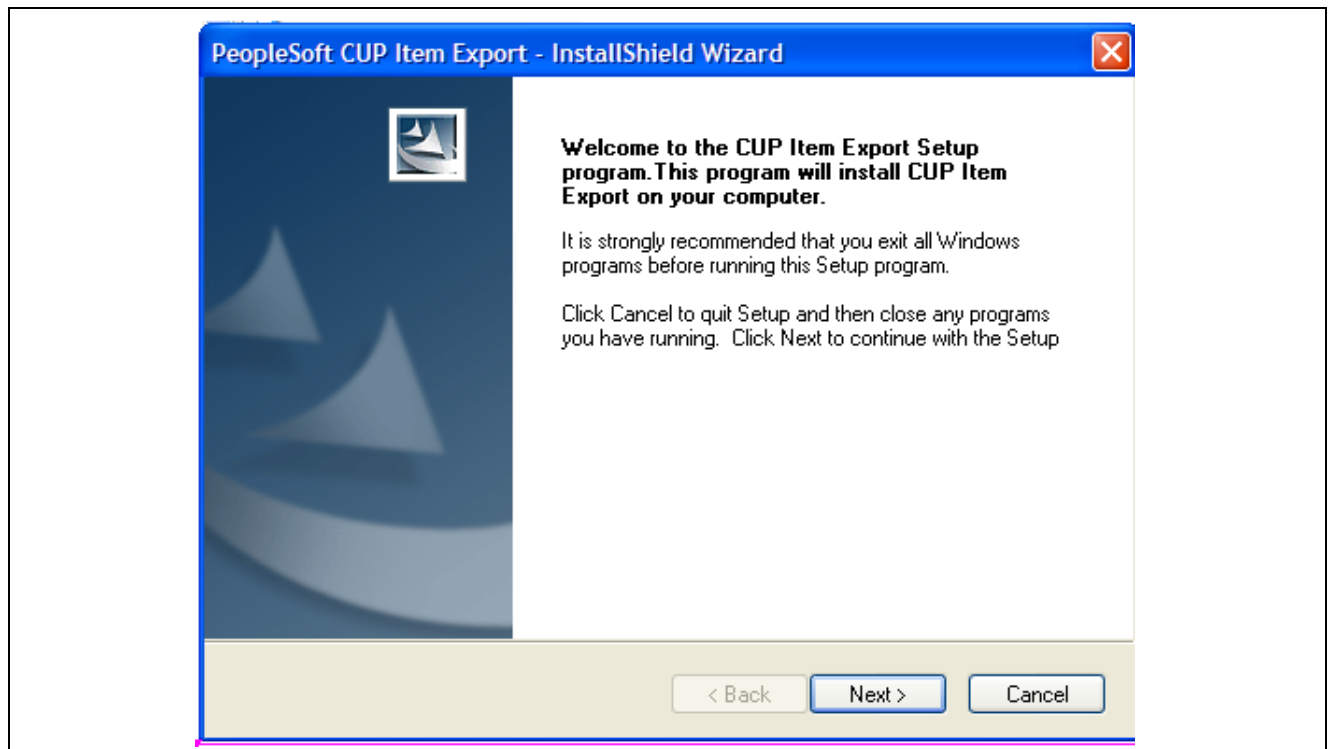 PeopleSoft CUP Item Export - InstallShield Wizard
Welcome to the CUP Item Export Setup
program.This program will install CUP Item
Export on your computer.
It is strongly recommended that you exit all Windows
programs before running this Setup program.
Click Cancel to quit Setup and then close any programs
you have running.  Click Next to continue with the Setup
< Back
Next >
Cancel